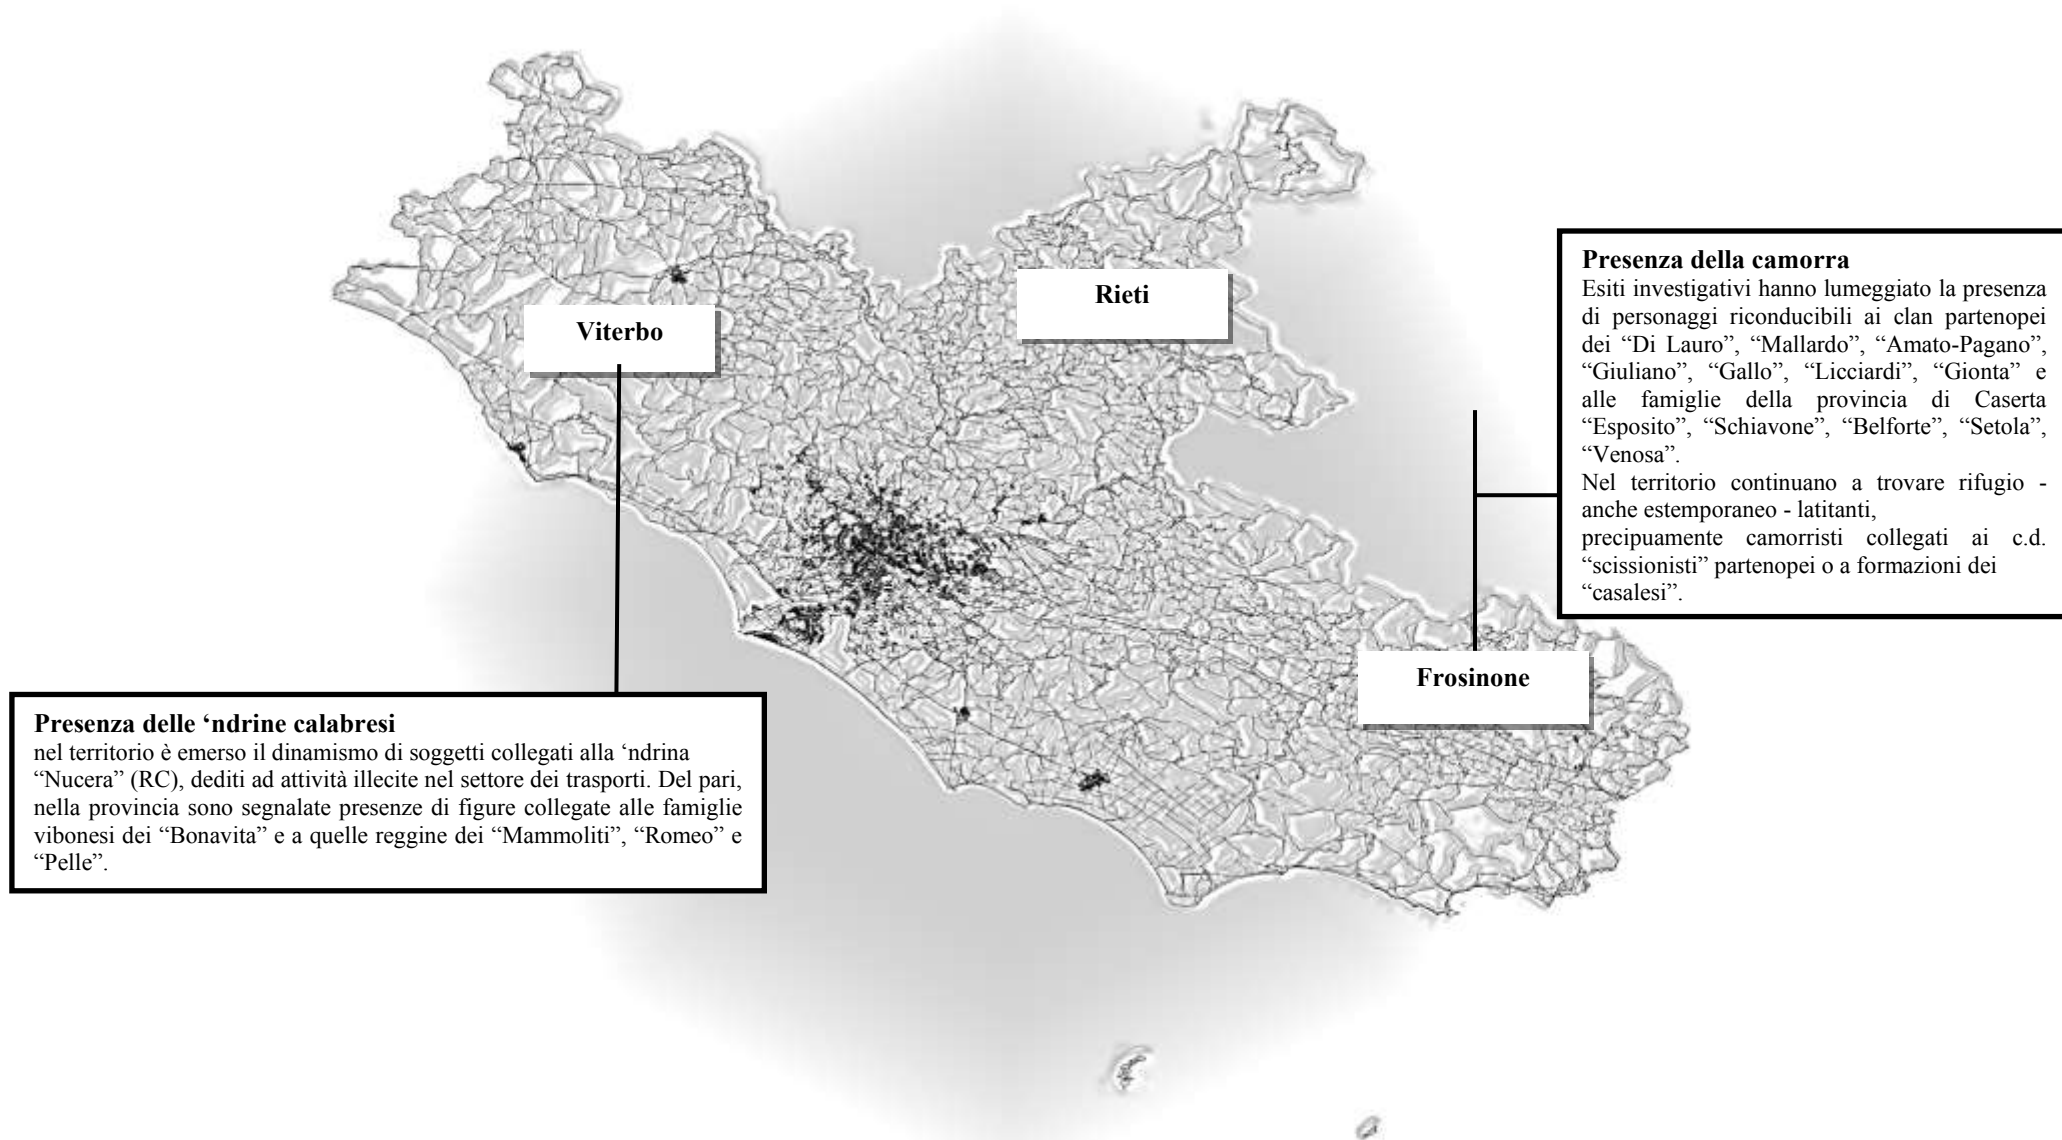 Rieti
Viterbo
Presenza della camorra
Esiti investigativi hanno lumeggiato la presenza
di personaggi riconducibili ai clan partenopei
dei “Di Lauro”, “Mallardo”, “Amato-Pagano”,
“Giuliano”, “Gallo”, “Licciardi”, “Gionta” e
alle famiglie della provincia di Caserta
“Esposito”, “Schiavone”, “Belforte”, “Setola”,
“Venosa”.
Nel territorio continuano a trovare rifugio -
anche estemporaneo - latitanti,
precipuamente camorristi collegati ai c.d.
“scissionisti” partenopei o a formazioni dei
“casalesi”.
Frosinone
Presenza delle ‘ndrine calabresi
nel territorio è emerso il dinamismo di soggetti collegati alla ‘ndrina
“Nucera” (RC), dediti ad attività illecite nel settore dei trasporti. Del pari,
nella provincia sono segnalate presenze di figure collegate alle famiglie
vibonesi dei “Bonavita” e a quelle reggine dei “Mammoliti”, “Romeo” e
“Pelle”.